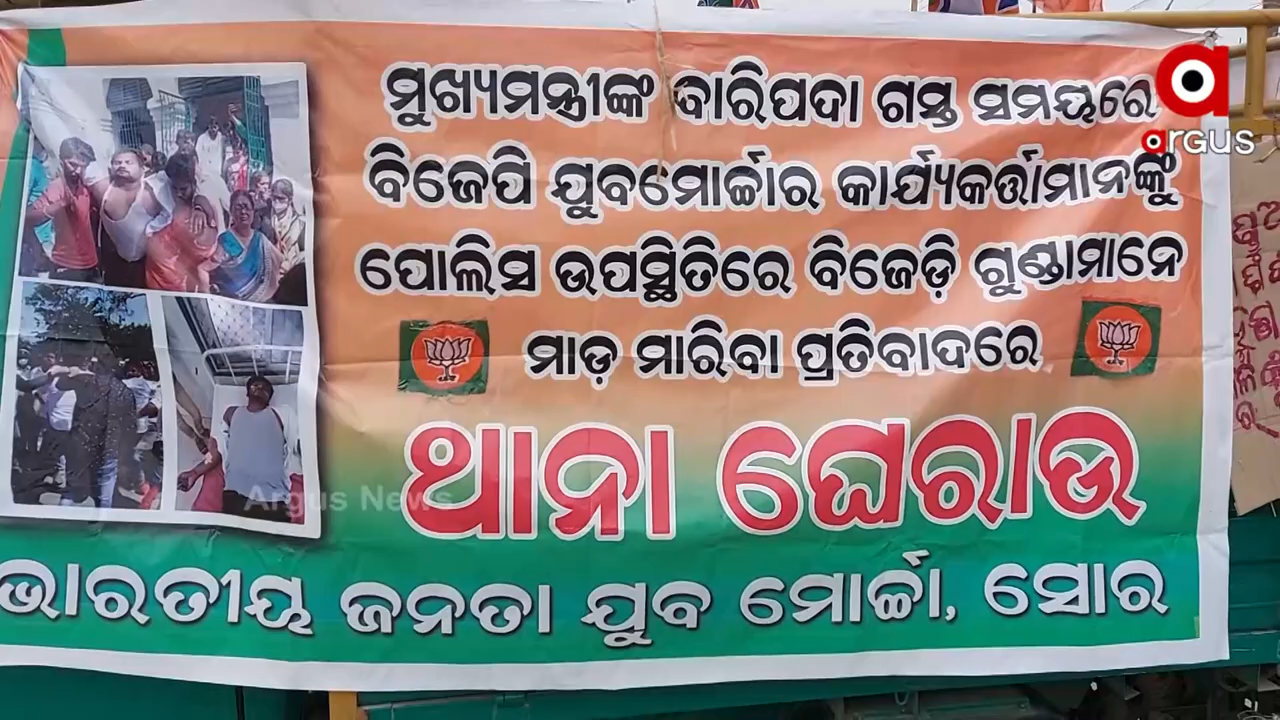 ମୁଖ୍ୟମନ୍ତ୍ରୀଙ୍କ ବାରିପଦା ଗସ୍ତ ସମୟରେ
ବିଜେପି ଯୁବମୋର୍ଚ୍ଚାର କାର୍ଯ୍ୟକର୍ତ୍ତାମାନଙ୍କୁ
ପୋଲିସ ଉପସ୍ଥିତିରେ ବିଜେଡ଼ି ଗୁଣ୍ଡାମାନେ
ମାଡ଼ ମାରିବା ପ୍ରତିବାଦରେ
ଥାନା ଘେରାଉ
ଭାରତୀୟ ଜନତା ଯୁବ ମୋର୍ଚ୍ଚା, ସୋର
argus
Argus News